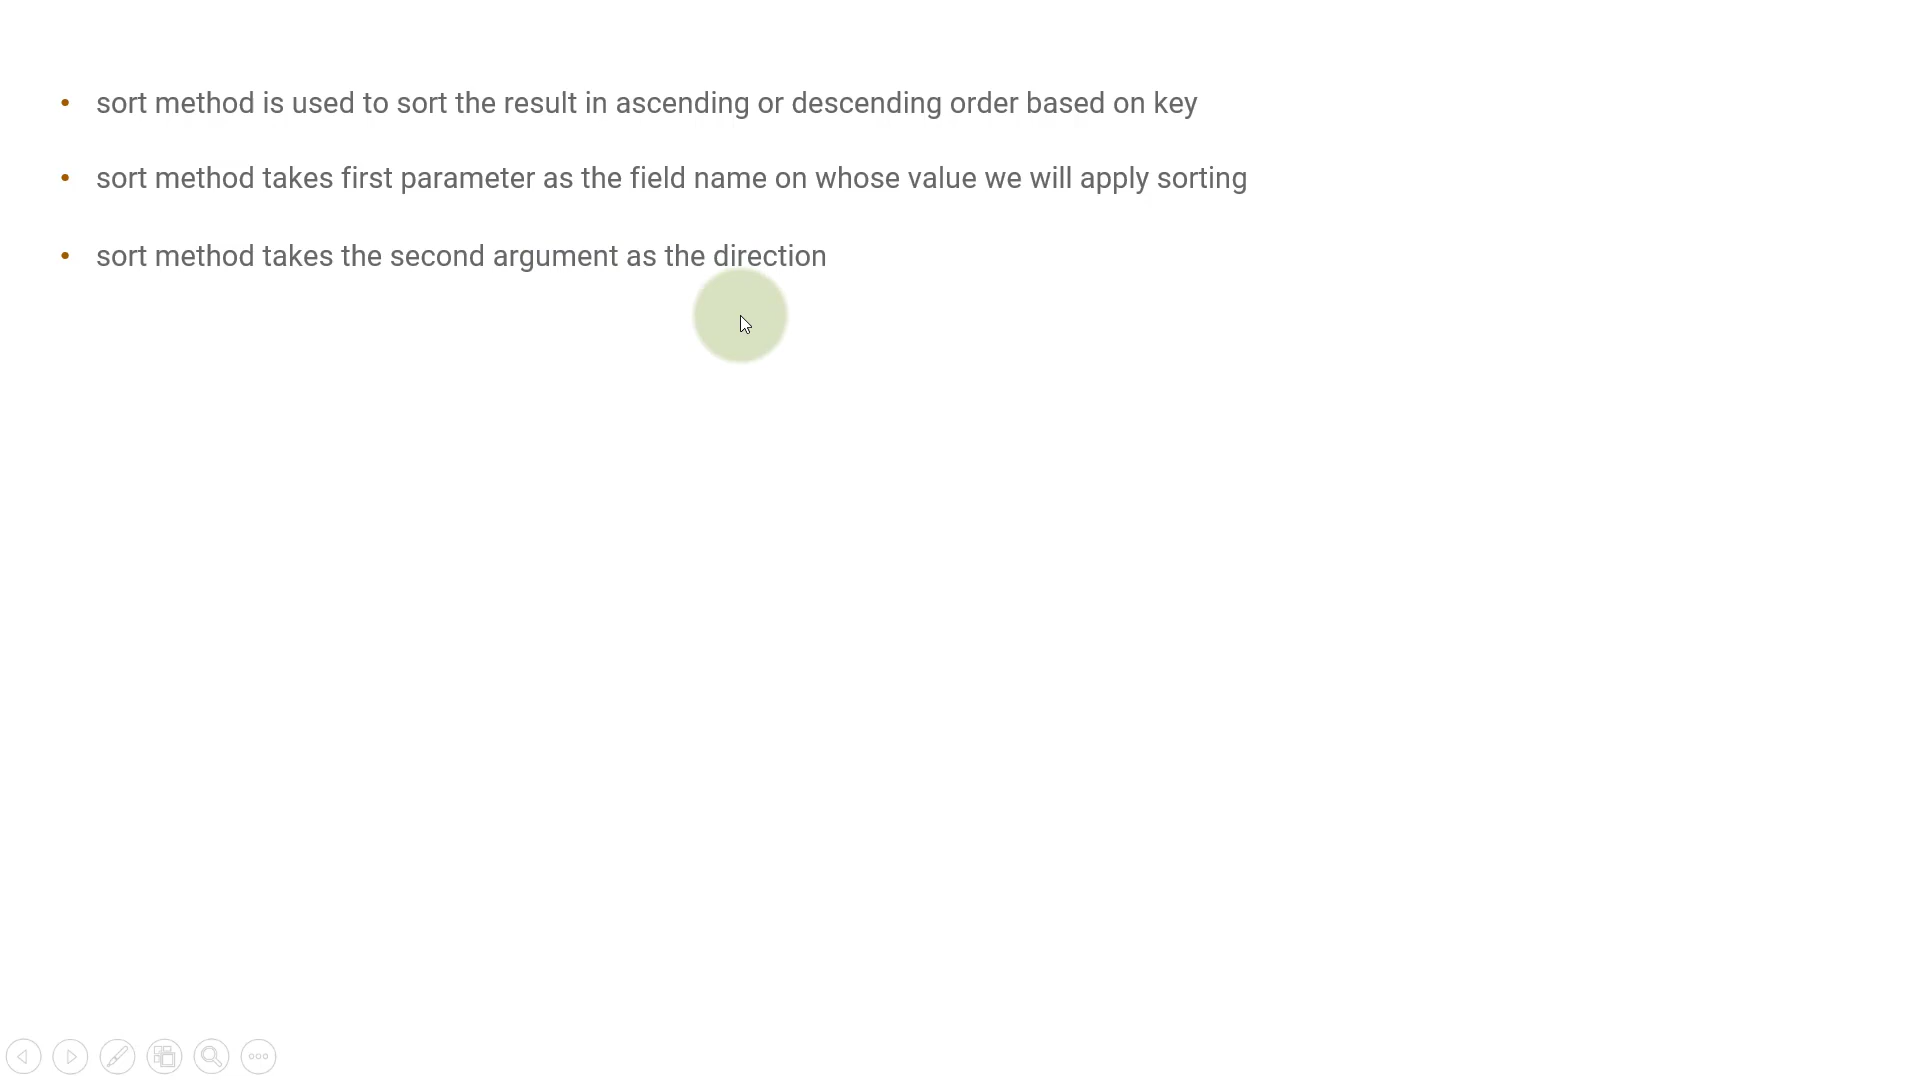 • sort method is used to sort the result in ascending or descending order based on key
• sort method takes first parameter as the field name on whose value we will apply sorting
• sort method takes the second argument as the direction